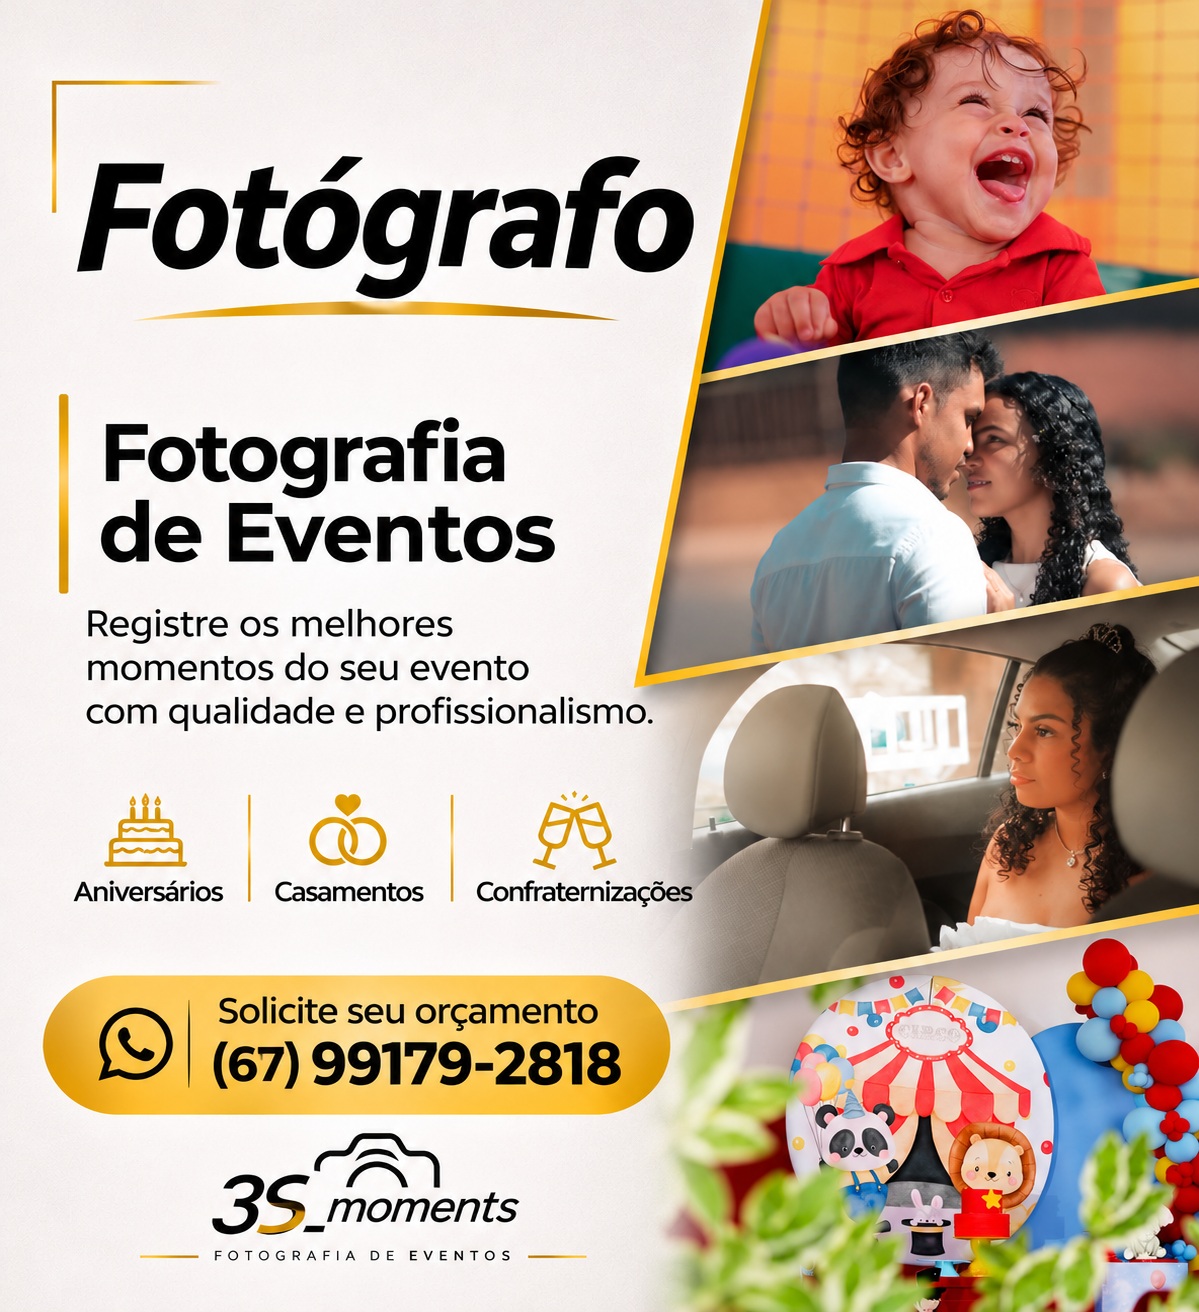 Fotógrafo
Fotografia
de Eventos
Registre os melhores
momentos do seu evento
com qualidade e profissionalismo.
Aniversários
Casamentos
Confraternizações
Solicite seu orçamento
(67) 99179-2818
3S_moments
FOTOGRAFIA DE EVENTOS
CIRCO